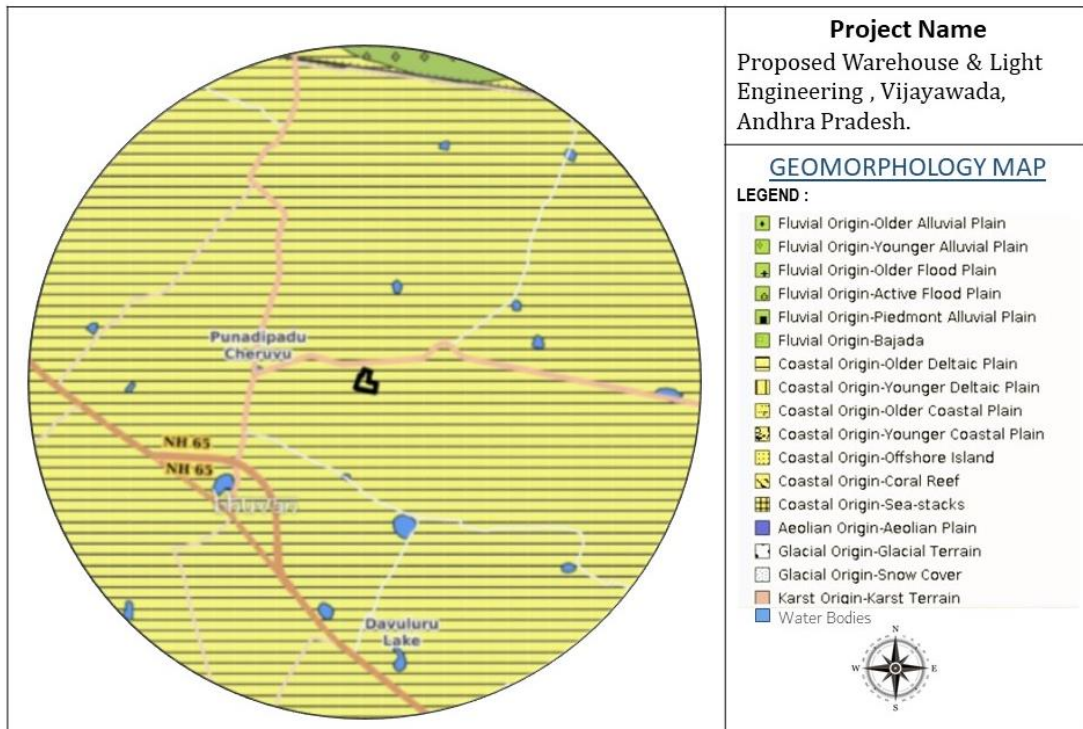 Project Name
Proposed Warehouse & Light
Engineering , Vijayawada,
Andhra Pradesh.
GEOMORPHOLOGY MAP
LEGEND :
Fluvial Origin-Older Alluvial Plain
Fluvial Origin-Younger Alluvial Plain
Fluvial Origin-Older Flood Plain
Fluvial Origin-Active Flood Plain
Fluvial Origin-Piedmont Alluvial Plain
Fluvial Origin-Bajada
Coastal Origin-Older Deltaic Plain
Coastal Origin-Younger Deltaic Plain
Coastal Origin-Older Coastal Plain
Coastal Origin-Younger Coastal Plain
Coastal Origin-Offshore Island
Coastal Origin-Coral Reef
Coastal Origin-Sea-stacks
Aeolian Origin-Aeolian Plain
Glacial Origin-Glacial Terrain
Glacial Origin-Snow Cover
Karst Origin-Karst Terrain
Water Bodies
N
W E
S
Punadipadu
Cheruvu
NH 65
NH 65
Davuluru
Lake